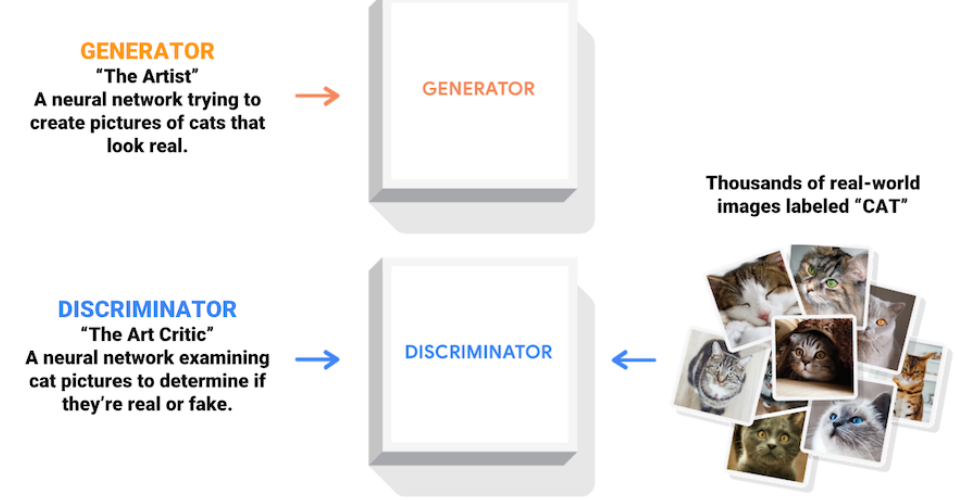 GENERATOR
“The Artist”
A neural network trying to
create pictures of cats that
look real.
GENERATOR
Thousands of real-world
images labeled “CAT”
DISCRIMINATOR
“The Art Critic”
A neural network examining
cat pictures to determine if
they’re real or fake.
DISCRIMINATOR